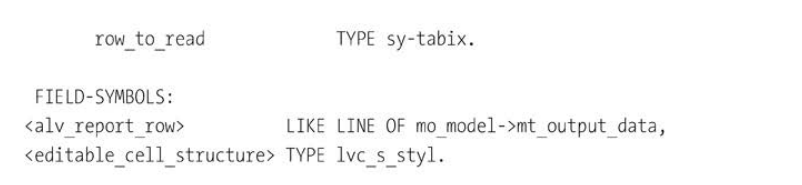 row_to_read TYPE sy-tabix.
FIELD-SYMBOLS:
<alv_report_row> LIKE LINE OF mo_model->mt_output_data,
<editable_cell_structure> TYPE lvc_s_styl.